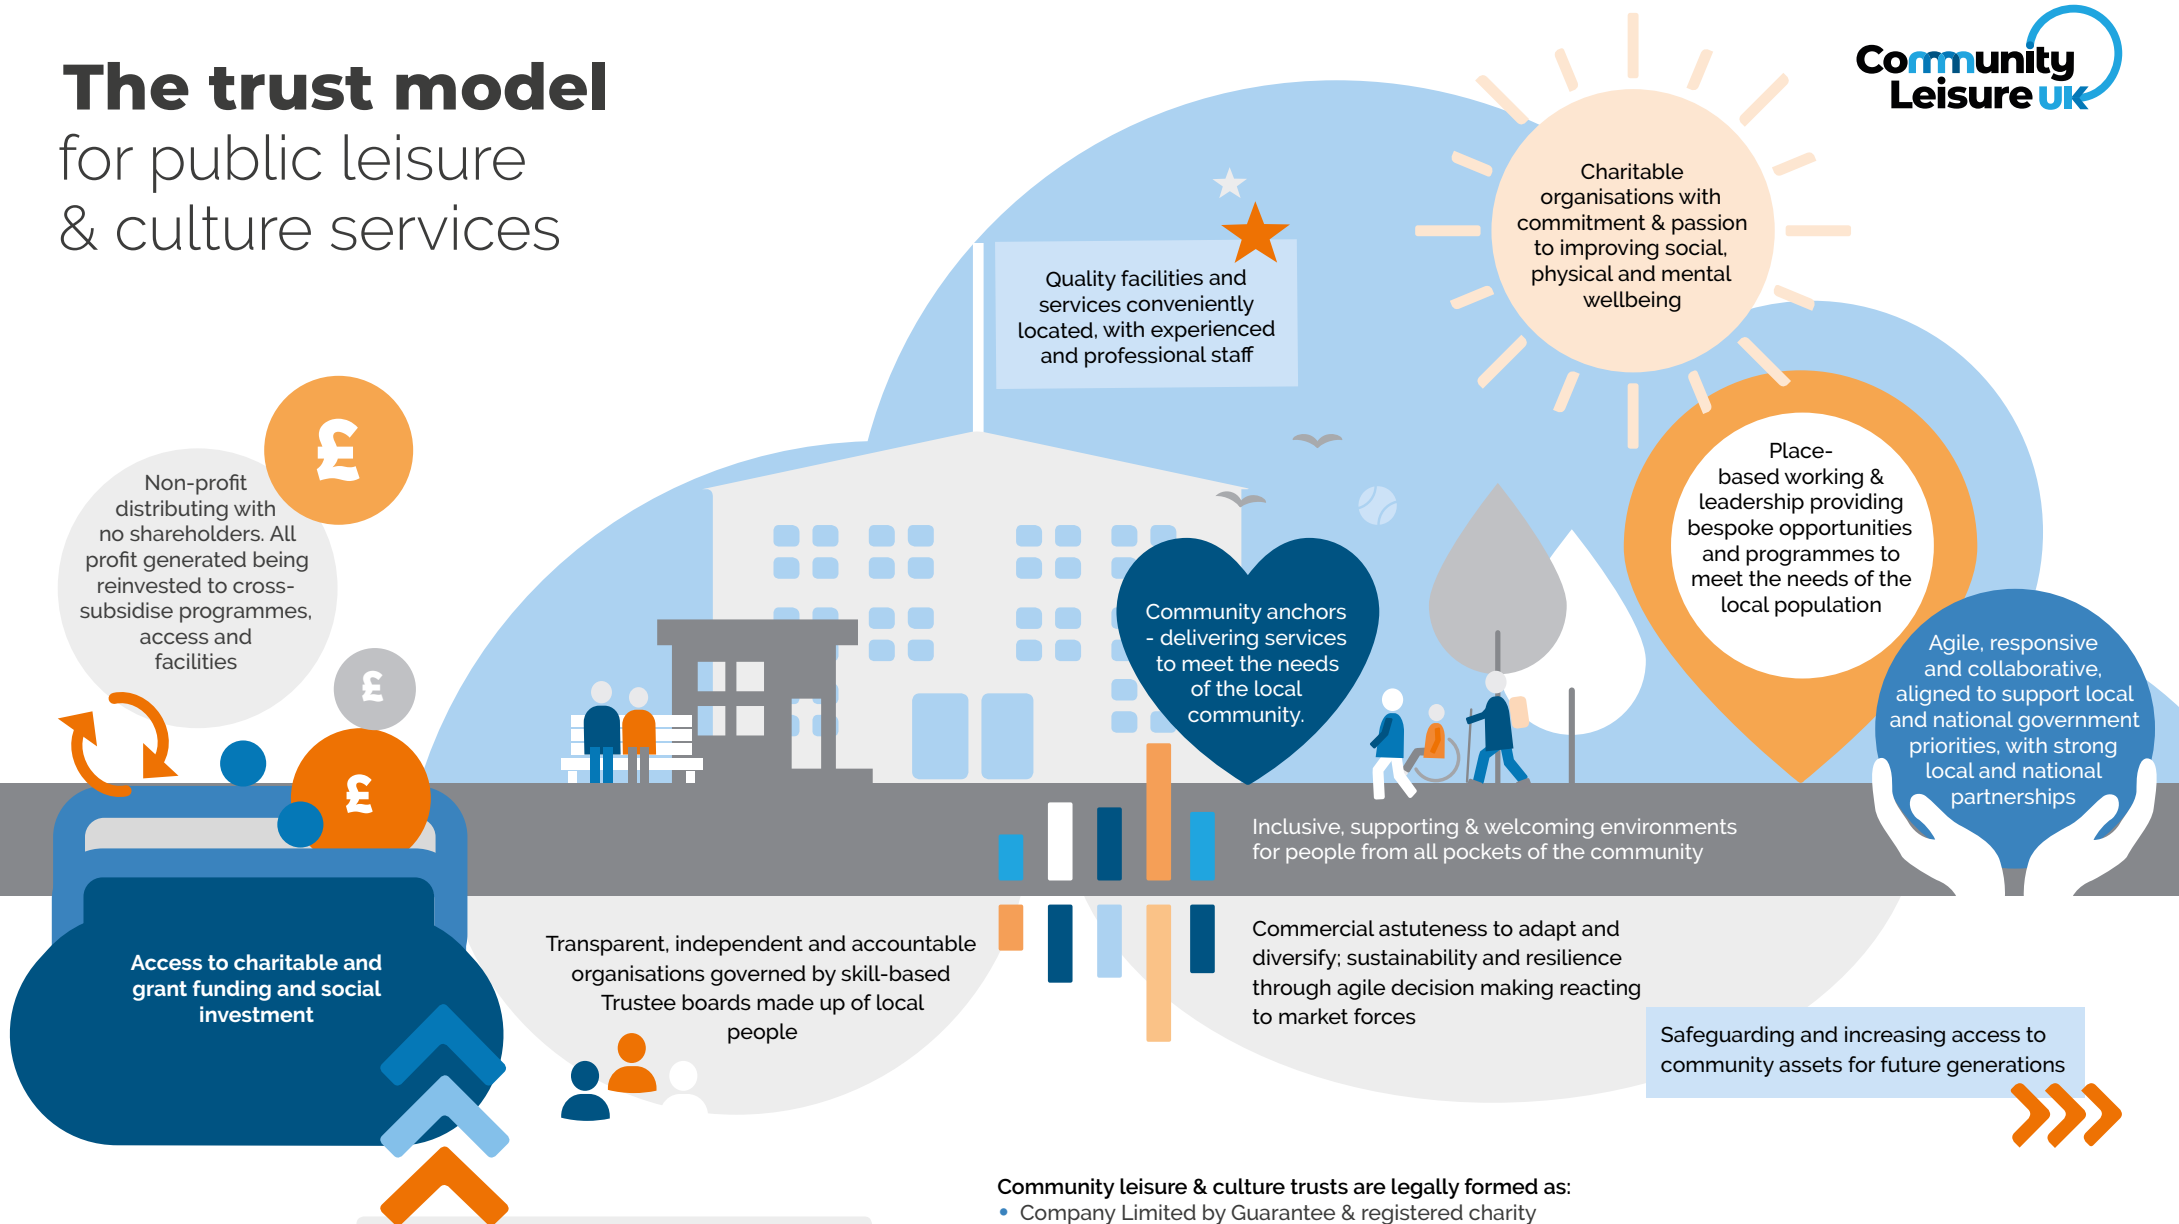 The trust model
for public leisure
& culture services
Community
Leisure UK
Charitable
organisations with
commitment & passion
to improving social,
physical and mental
wellbeing
Quality facilities and
services conveniently
located, with experienced
and professional staff
£
Non-profit
distributing with
no shareholders. All
profit generated being
reinvested to cross-
subsidise programmes,
access and
facilities
£
£
Place-
based working &
leadership providing
bespoke opportunities
and programmes to
meet the needs of the
local population
Community anchors
- delivering services
to meet the needs
of the local
community.
Agile, responsive
and collaborative,
aligned to support local
and national government
priorities, with strong
local and national
partnerships
Inclusive, supporting & welcoming environments
for people from all pockets of the community
Access to charitable and
grant funding and social
investment
Transparent, independent and accountable
organisations governed by skill-based
Trustee boards made up of local
people
Commercial astuteness to adapt and
diversify; sustainability and resilience
through agile decision making reacting
to market forces
Safeguarding and increasing access to
community assets for future generations
Community leisure & culture trusts are legally formed as:
• Company Limited by Guarantee & registered charity